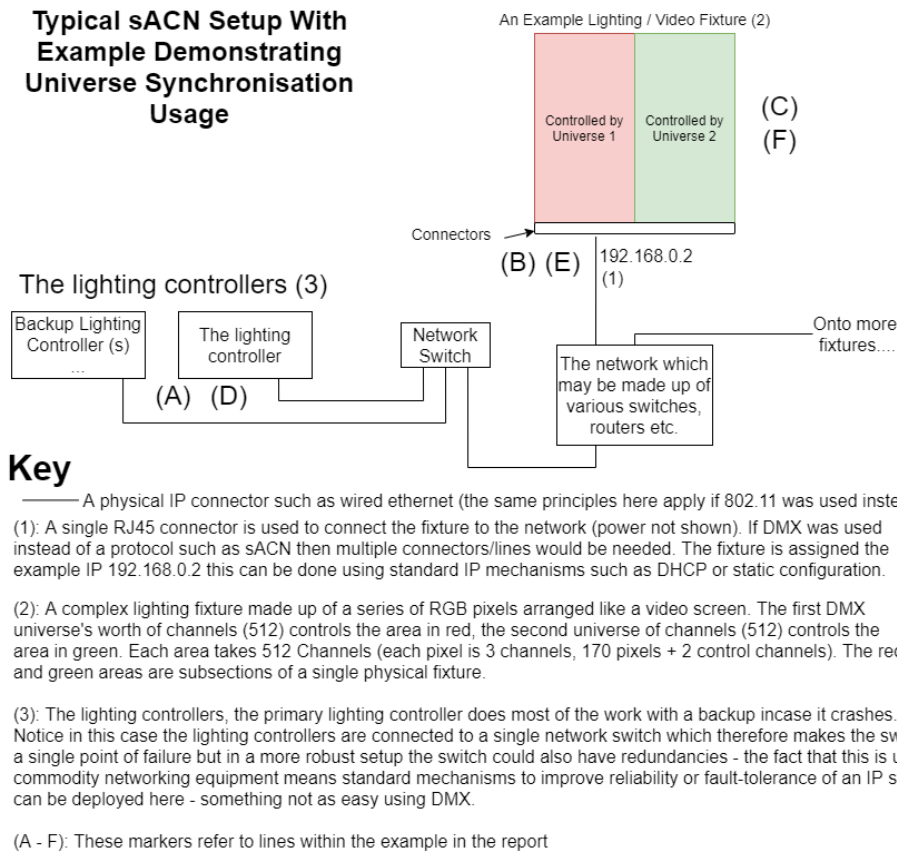 Typical sACN Setup With
Example Demonstrating
Universe Synchronisation
Usage
An Example Lighting / Video Fixture (2)
Controlled by
Universe 1
Controlled by
Universe 2
(C)
(F)
Connectors
(B) (E)
192.168.0.2
(1)
The lighting controllers (3)
Backup Lighting
Controller (s)
...
The lighting
controller
Network
Switch
Onto more
fixtures....
The network which
may be made up of
various switches,
routers etc.
(A) (D)
Key
A physical IP connector such as wired ethernet (the same principles here apply if 802.11 was used inste
(1): A single RJ45 connector is used to connect the fixture to the network (power not shown). If DMX was used
instead of a protocol such as sACN then multiple connectors/lines would be needed. The fixture is assigned the
example IP 192.168.0.2 this can be done using standard IP mechanisms such as DHCP or static configuration.
(2): A complex lighting fixture made up of a series of RGB pixels arranged like a video screen. The first DMX
universe's worth of channels (512) controls the area in red, the second universe of channels (512) controls the
area in green. Each area takes 512 Channels (each pixel is 3 channels, 170 pixels + 2 control channels). The red
and green areas are subsections of a single physical fixture.
(3): The lighting controllers, the primary lighting controller does most of the work with a backup incase it crashes.
Notice in this case the lighting controllers are connected to a single network switch which therefore makes the sw
a single point of failure but in a more robust setup the switch could also have redundancies - the fact that this is u
commodity networking equipment means standard mechanisms to improve reliability or fault-tolerance of an IP s
can be deployed here - something not as easy using DMX.
(A - F): These markers refer to lines within the example in the report